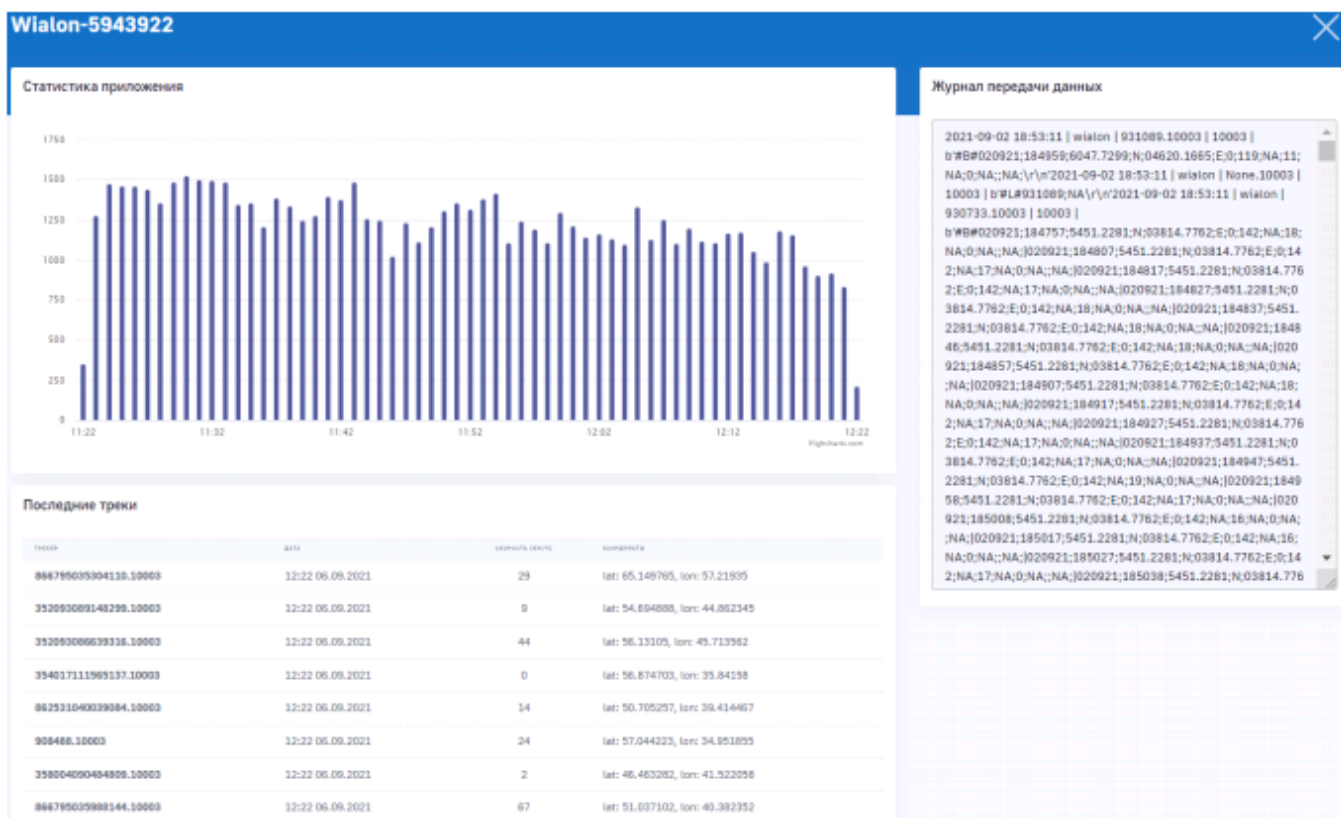 Wialon-5943922
Статистика приложения
1750
1500
1250
1000
750
500
250
0
11:22 11:32 11:42 11:52 12:02 12:12 12:22
Highcharts.com
Последние треки
ТРЕКЕР ДАТА СКОРОСТЬ (КМ/Ч) КООРДИНАТЫ
866795035304110.10003 12:22 06.09.2021 29 lat: 65.149765, lon: 57.21935
352093089148299.10003 12:22 06.09.2021 9 lat: 54.694888, lon: 44.862345
352093086639316.10003 12:22 06.09.2021 44 lat: 56.13105, lon: 45.713562
354017111565137.10003 12:22 06.09.2021 0 lat: 56.874703, lon: 35.84158
862531040039084.10003 12:22 06.09.2021 14 lat: 50.705257, lon: 39.414467
908488.10003 12:22 06.09.2021 24 lat: 57.044223, lon: 34.951855
358004090484809.10003 12:22 06.09.2021 2 lat: 46.463282, lon: 41.522056
866795035988144.10003 12:22 06.09.2021 67 lat: 51.037102, lon: 40.382352
Журнал передачи данных
2021-09-02 18:53:11 | wialon | 931089.10003 | 10003 |
b'#B#020921;184959;6047.7299;N;04620.1665;E;0;119;NA;11;
NA;0;NA;;NA;\r\n'2021-09-02 18:53:11 | wialon | None.10003 |
10003 | b'#L#931089;NA\r\n'2021-09-02 18:53:11 | wialon |
930733.10003 | 10003 |
b'#B#020921;184757;5451.2281;N;03814.7762;E;0;142;NA;18;
NA;0;NA;;NA;|020921;184807;5451.2281;N;03814.7762;E;0;14
2;NA;17;NA;0;NA;;NA;|020921;184817;5451.2281;N;03814.776
2;E;0;142;NA;17;NA;0;NA;;NA;|020921;184827;5451.2281;N;0
3814.7762;E;0;142;NA;18;NA;0;NA;;NA;|020921;184837;5451.
2281;N;03814.7762;E;0;142;NA;18;NA;0;NA;;NA;|020921;1848
46;5451.2281;N;03814.7762;E;0;142;NA;18;NA;0;NA;;NA;|020
921;184857;5451.2281;N;03814.7762;E;0;142;NA;18;NA;0;NA;
;NA;|020921;184907;5451.2281;N;03814.7762;E;0;142;NA;18;
NA;0;NA;;NA;|020921;184917;5451.2281;N;03814.7762;E;0;14
2;NA;17;NA;0;NA;;NA;|020921;184927;5451.2281;N;03814.776
2;E;0;142;NA;17;NA;0;NA;;NA;|020921;184937;5451.2281;N;0
3814.7762;E;0;142;NA;17;NA;0;NA;;NA;|020921;184947;5451.
2281;N;03814.7762;E;0;142;NA;19;NA;0;NA;;NA;|020921;1849
58;5451.2281;N;03814.7762;E;0;142;NA;17;NA;0;NA;;NA;|020
921;185008;5451.2281;N;03814.7762;E;0;142;NA;16;NA;0;NA;
;NA;|020921;185017;5451.2281;N;03814.7762;E;0;142;NA;16;
NA;0;NA;;NA;|020921;185027;5451.2281;N;03814.7762;E;0;14
2;NA;17;NA;0;NA;;NA;|020921;185038;5451.2281;N;03814.776